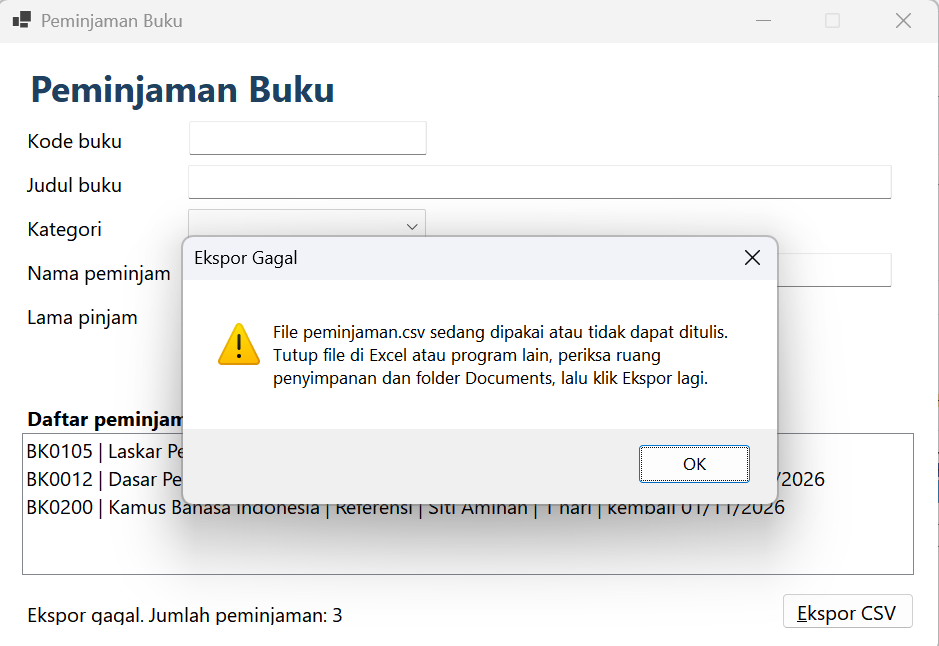 Peminjaman Buku
Peminjaman Buku
Kode buku
Judul buku
Kategori
Nama peminjam
Lama pinjam
Ekspor Gagal
File peminjaman.csv sedang dipakai atau tidak dapat ditulis.
Tutup file di Excel atau program lain, periksa ruang
penyimpanan dan folder Documents, lalu klik Ekspor lagi.
OK
Daftar peminjam
BK0105 | Laskar
BK0012 | Dasar /2026
BK0200 | Kamus Bahasa Indonesia | Referensi | Siti Aminah | 1 hari | kembali 01/11/2026
Ekspor gagal. Jumlah peminjaman: 3
Ekspor CSV